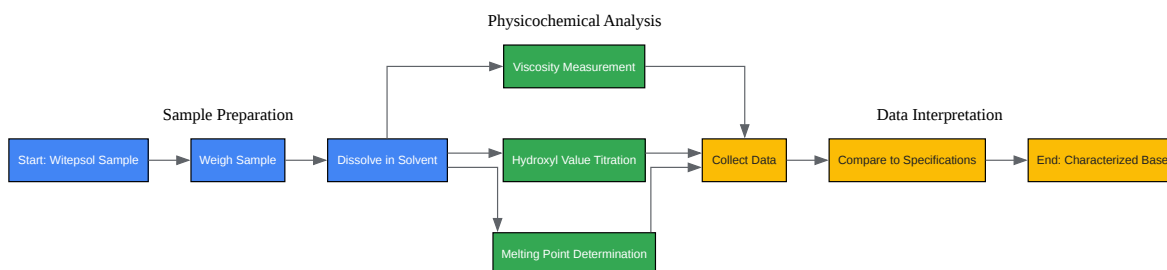 Physicochemical Analysis
Viscosity Measurement
Sample Preparation
Data Interpretation
Start: Witepsol Sample
Weigh Sample
Dissolve in Solvent
Hydroxyl Value Titration
Collect Data
Compare to Specifications
End: Characterized Base
Melting Point Determination